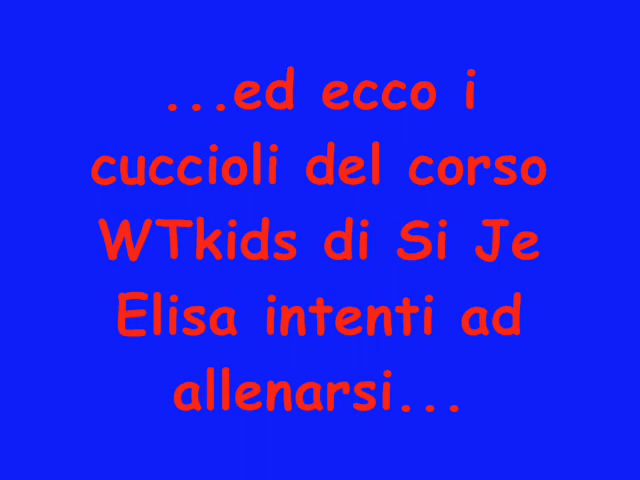 ...ed ecco i
cuccioli del corso
WTkids di Si Je
Elisa intenti ad
allenarsi...